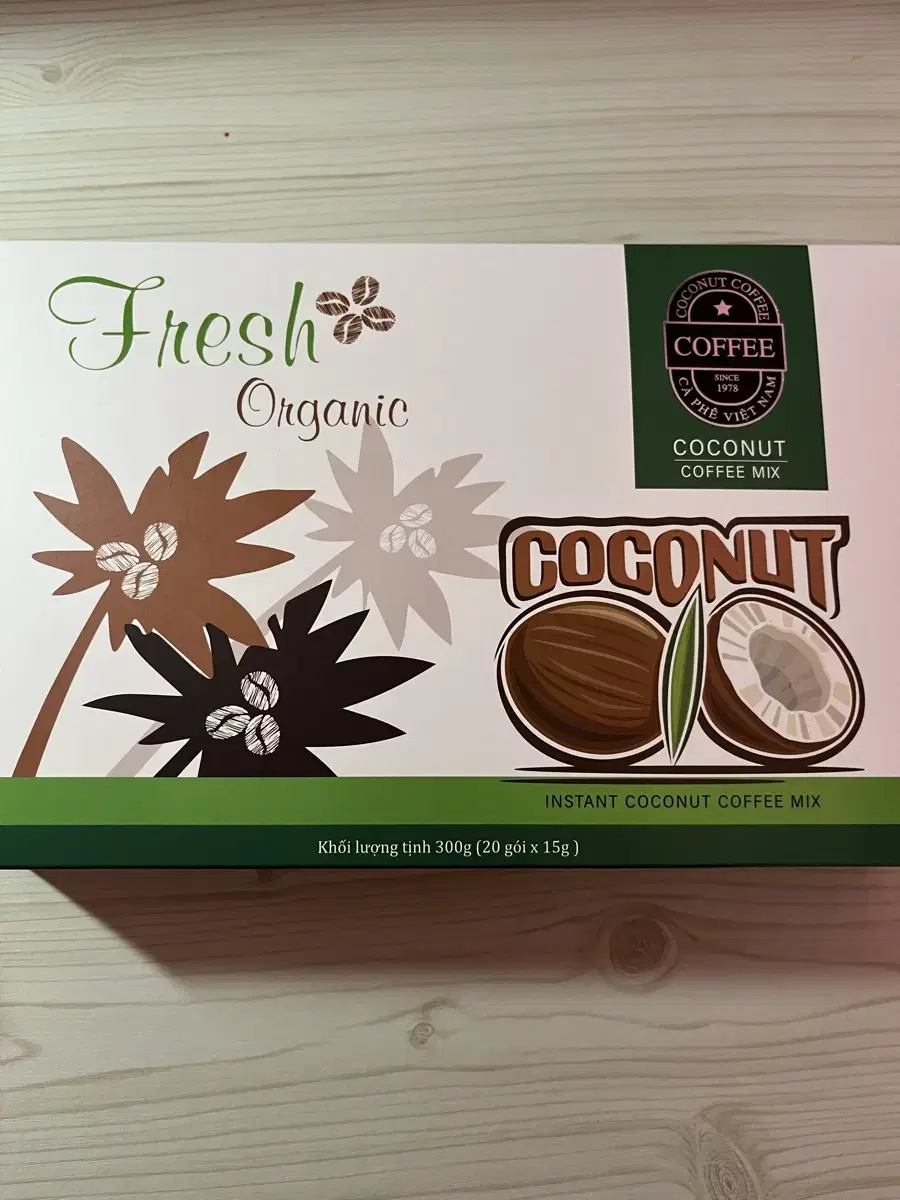 Fresh
Organic
COCONUT COFFEE
COFFEE
SINCE
1978
CÀ PHÊ VIỆT NAM
COCONUT
COFFEE MIX
COCONUT
INSTANT COCONUT COFFEE MIX
Khối lượng tịnh 300g (20 gói x 15g )